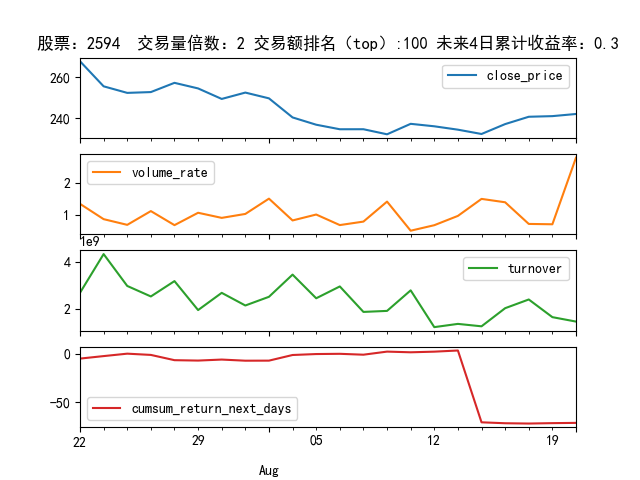 股票：2594  交易量倍数：2 交易额排名（top）:100 未来4日累计收益率：0.3
260
240
close_price
2
1
volume_rate
1e9
4
2
turnover
0
−50
cumsum_return_next_days
22 29 05 12 19
Aug